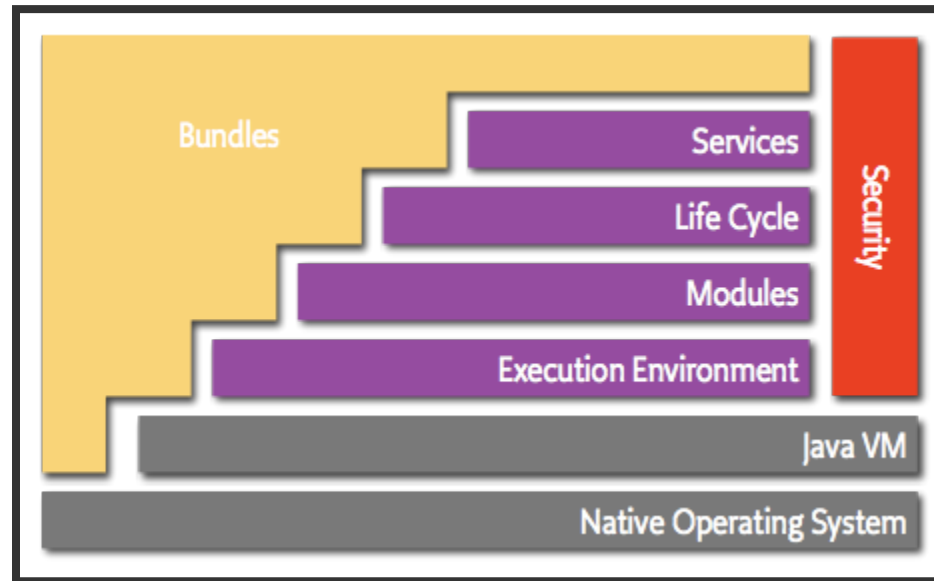 Bundles
Services
Life Cycle
Modules
Execution Environment
Java VM
Native Operating System
Security